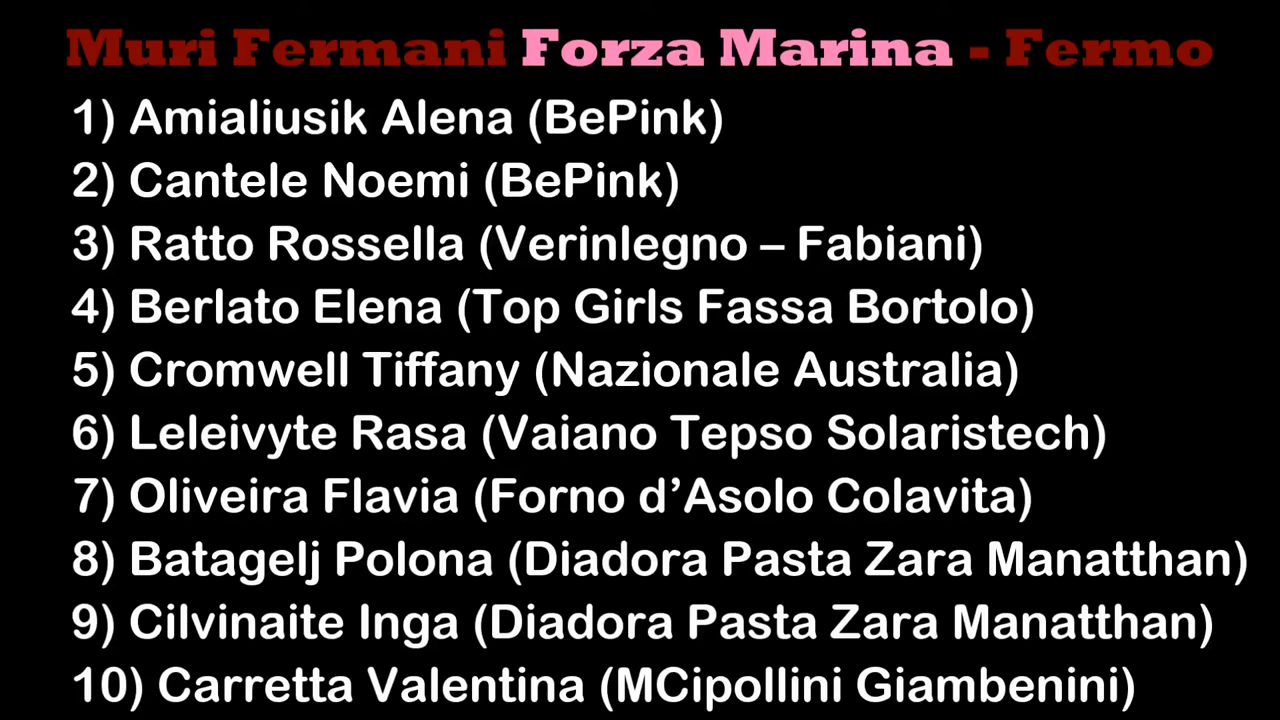 Muri Fermani Forza Marina - Fermo
1) Amialiusik Alena (BePink)
2) Cantele Noemi (BePink)
3) Ratto Rossella (Verinlegno – Fabiani)
4) Berlato Elena (Top Girls Fassa Bortolo)
5) Cromwell Tiffany (Nazionale Australia)
6) Leleivyte Rasa (Vaiano Tepso Solaristech)
7) Oliveira Flavia (Forno d’Asolo Colavita)
8) Batagelj Polona (Diadora Pasta Zara Manatthan)
9) Cilvinaite Inga (Diadora Pasta Zara Manatthan)
10) Carretta Valentina (MCipollini Giambenini)